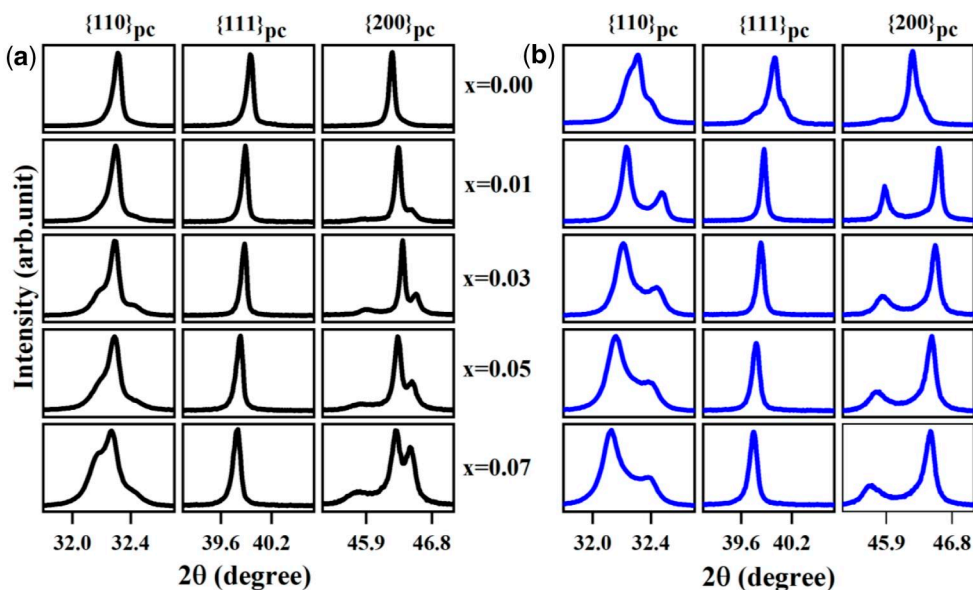 {110}pc {111}pc {200}pc
{110}pc {111}pc {200}pc
(a)
(b)
x=0.00
x=0.01
x=0.03
x=0.05
x=0.07
Intensity (arb.unit)
32.0 32.4 39.6 40.2 45.9 46.8
32.0 32.4 39.6 40.2 45.9 46.8
2θ (degree)
2θ (degree)